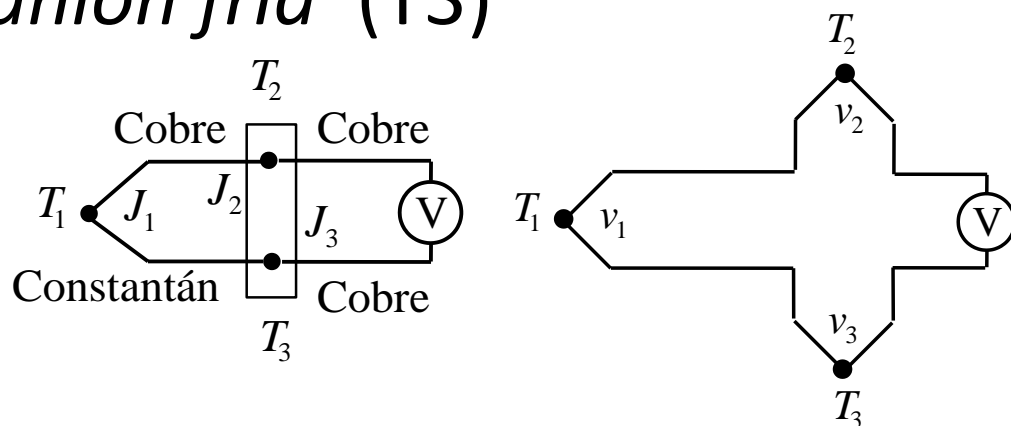 unión fría (T3)
T2
T2
Cobre Cobre
v2
T1 J1 J2 J3 V
T1 v1 V
Constantán Cobre
v3
T3
T3